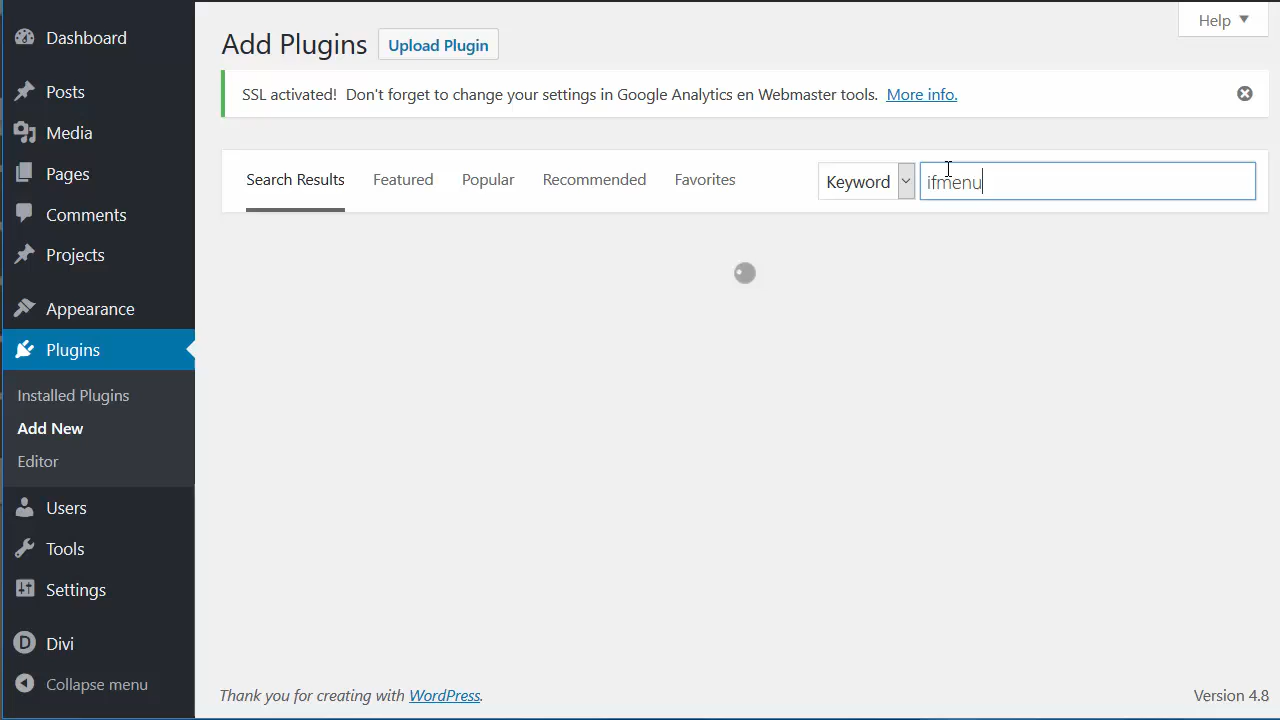 Dashboard
Posts
Media
Pages
Comments
Projects
Appearance
Plugins
Installed Plugins
Add New
Editor
Users
Tools
Settings
D Divi
Collapse menu
Help
Add Plugins Upload Plugin
SSL activated! Don't forget to change your settings in Google Analytics en Webmaster tools. More info.
Search Results Featured Popular Recommended Favorites Keyword ifmenu
Thank you for creating with WordPress. Version 4.8